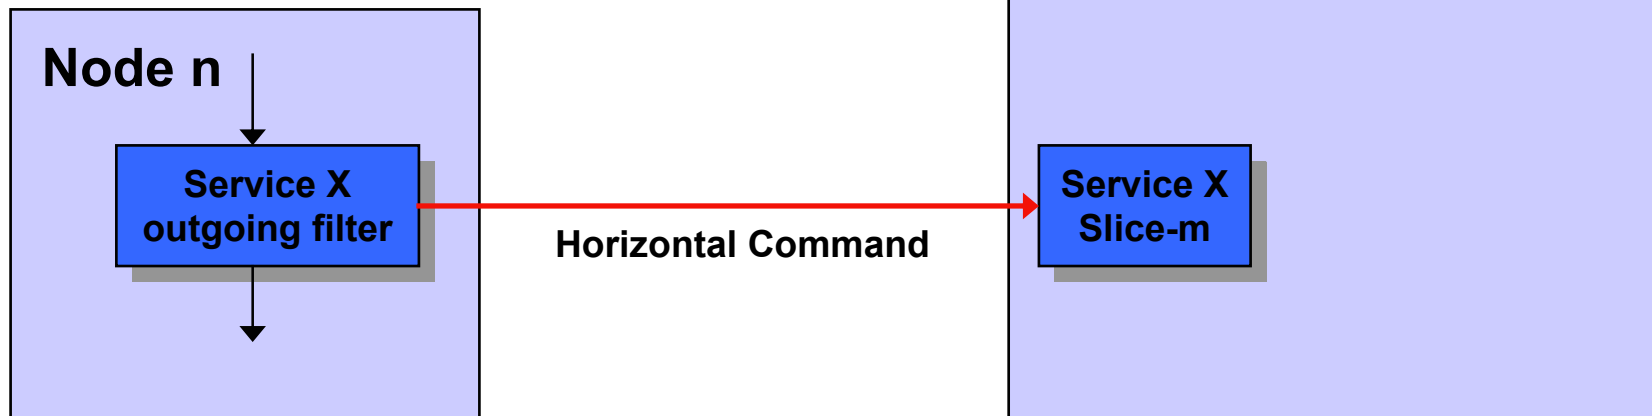 Node n
Service X
outgoing filter
Horizontal Command
Service X
Slice-m